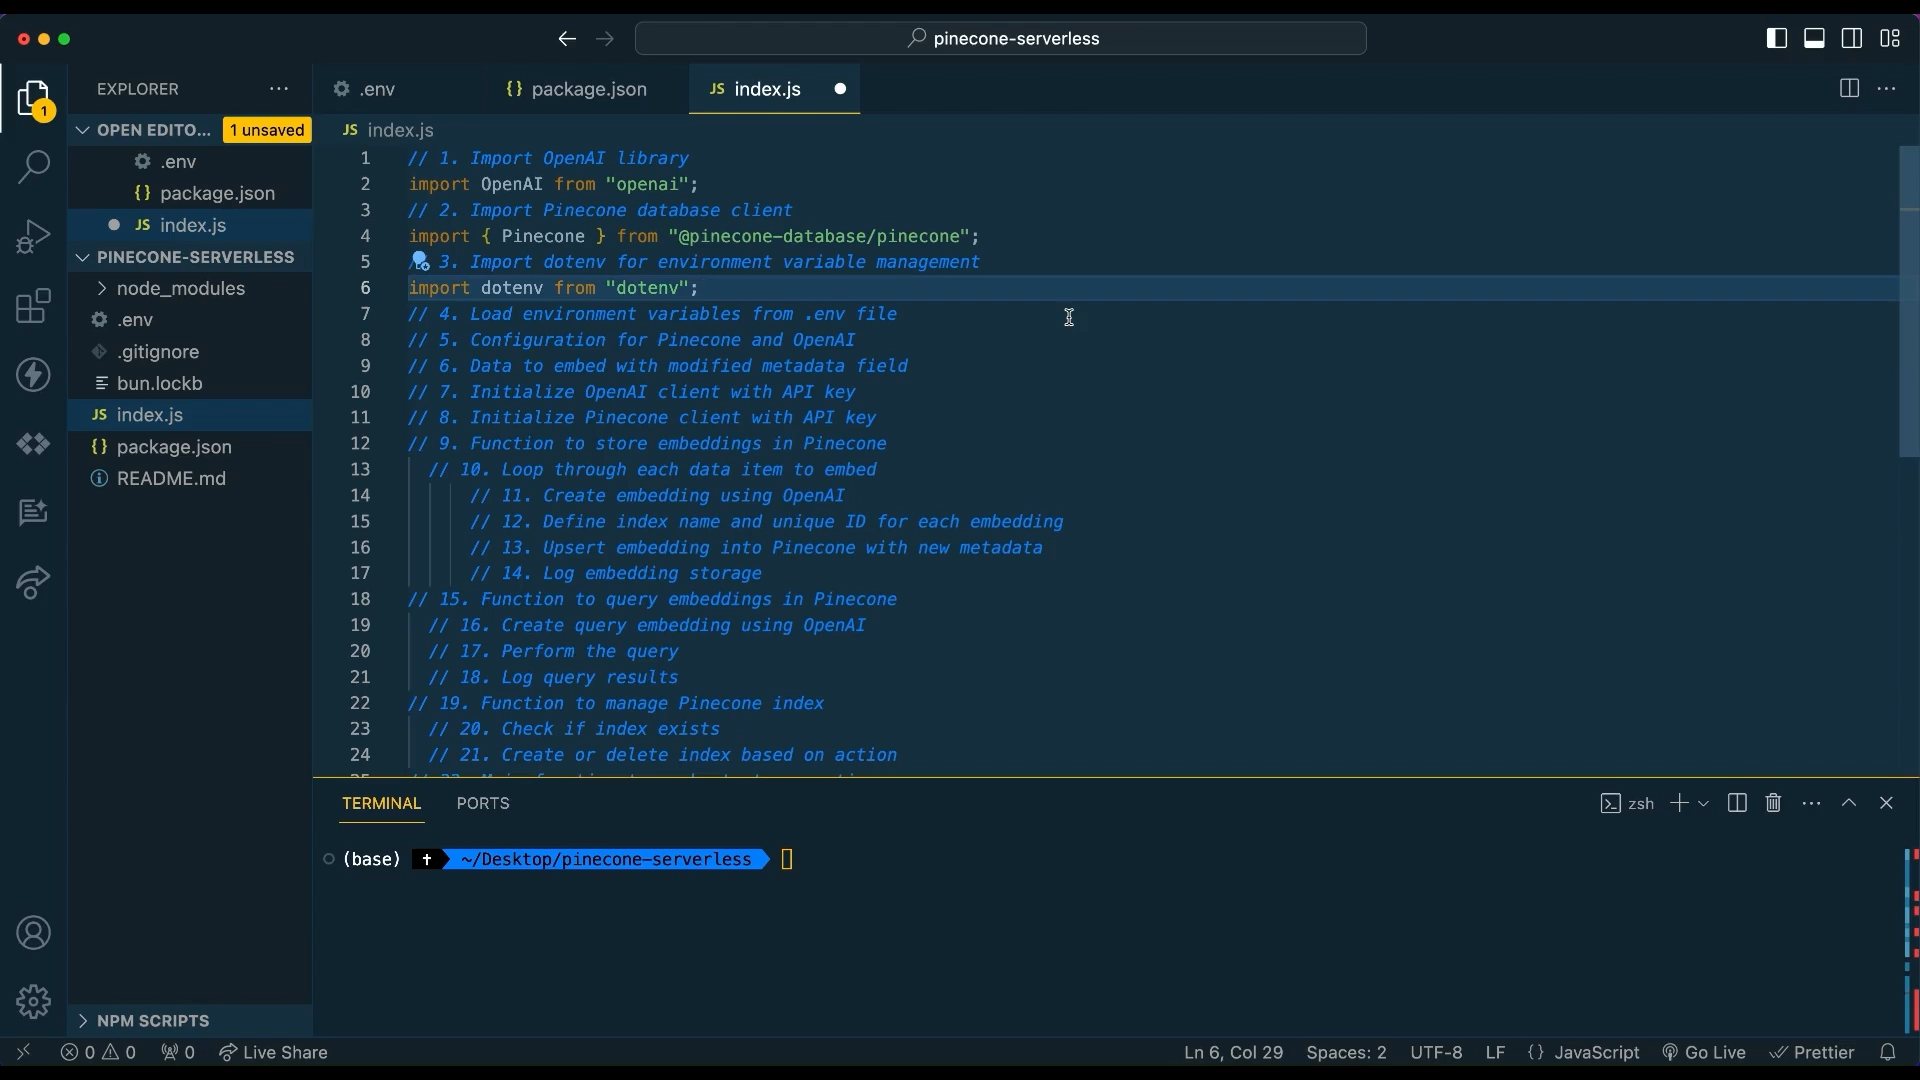 pinecone-serverless
EXPLORER
OPEN EDITO...
1 unsaved
.env
package.json
index.js
PINECONE-SERVERLESS
node_modules
.env
.gitignore
bun.lockb
index.js
package.json
README.md
NPM SCRIPTS
1
.env
{} package.json
JS index.js
JS index.js
1 // 1. Import OpenAI library
2 import OpenAI from "openai";
3 // 2. Import Pinecone database client
4 import { Pinecone } from "@pinecone-database/pinecone";
5 3. Import dotenv for environment variable management
6 import dotenv from "dotenv";
7 // 4. Load environment variables from .env file
8 // 5. Configuration for Pinecone and OpenAI
9 // 6. Data to embed with modified metadata field
10 // 7. Initialize OpenAI client with API key
11 // 8. Initialize Pinecone client with API key
12 // 9. Function to store embeddings in Pinecone
13 // 10. Loop through each data item to embed
14 // 11. Create embedding using OpenAI
15 // 12. Define index name and unique ID for each embedding
16 // 13. Upsert embedding into Pinecone with new metadata
17 // 14. Log embedding storage
18 // 15. Function to query embeddings in Pinecone
19 // 16. Create query embedding using OpenAI
20 // 17. Perform the query
21 // 18. Log query results
22 // 19. Function to manage Pinecone index
23 // 20. Check if index exists
24 // 21. Create or delete index based on action
TERMINAL PORTS
zsh
(base) ~/Desktop/pinecone-serverless
0 0 0 Live Share
Ln 6, Col 29 Spaces: 2 UTF-8 LF {} JavaScript Go Live Prettier